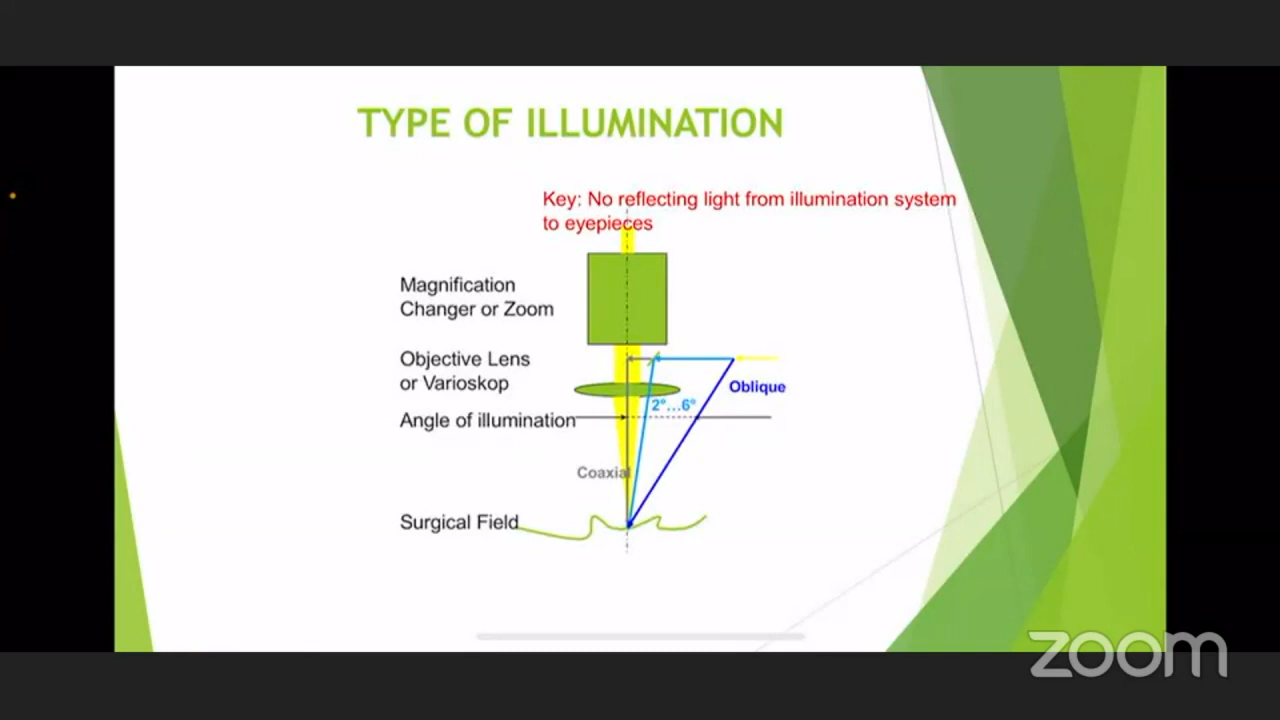 TYPE OF ILLUMINATION
Key: No reflecting light from illumination system
to eyepieces
Magnification
Changer or Zoom
Objective Lens
or Varioskop
Oblique
2°...6°
Angle of illumination
Coaxial
Surgical Field
zoom